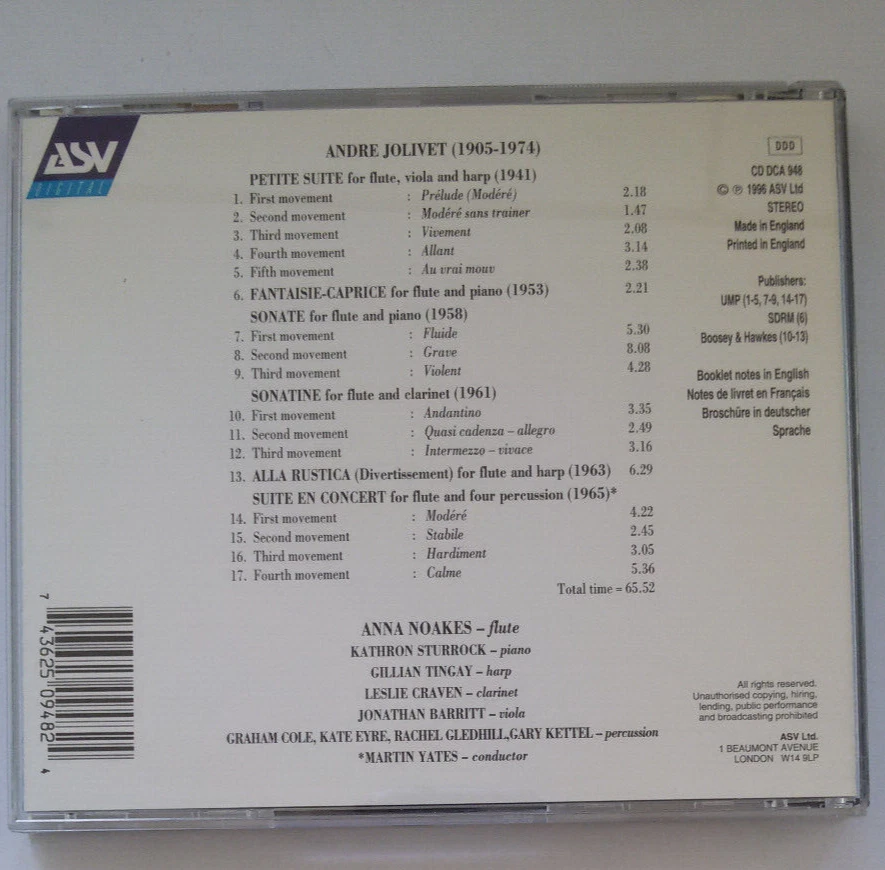 ASV
DIGITAL
ANDRE JOLIVET (1905-1974)
PETITE SUITE for flute, viola and harp (1941)
1. First movement : Prélude (Modéré) 2.18
2. Second movement : Modéré sans trainer 1.47
3. Third movement : Vivement 2.08
4. Fourth movement : Allant 3.14
5. Fifth movement : Au vrai mouv 2.38
6. FANTAISIE-CAPRICE for flute and piano (1953) 2.21
SONATE for flute and piano (1958)
7. First movement : Fluide 5.30
8. Second movement : Grave 8.08
9. Third movement : Violent 4.28
SONATINE for flute and clarinet (1961)
10. First movement : Andantino 3.35
11. Second movement : Quasi cadenza – allegro 2.49
12. Third movement : Intermezzo – vivace 3.16
13. ALLA RUSTICA (Divertissement) for flute and harp (1963) 6.29
SUITE EN CONCERT for flute and four percussion (1965)*
14. First movement : Modéré 4.22
15. Second movement : Stabile 2.45
16. Third movement : Hardiment 3.05
17. Fourth movement : Calme 5.36
Total time = 65.52
ANNA NOAKES – flute
KATHRON STURROCK – piano
GILLIAN TINGAY – harp
LESLIE CRAVEN – clarinet
JONATHAN BARRITT – viola
GRAHAM COLE, KATE EYRE, RACHEL GLEDHILL,GARY KETTEL – percussion
*MARTIN YATES – conductor
DDD
CD DCA 948
© ℗ 1996 ASV Ltd
STEREO
Made in England
Printed in England
Publishers:
UMP (1-5, 7-9, 14-17)
SDRM (6)
Boosey & Hawkes (10-13)
Booklet notes in English
Notes de livret en Français
Broschüre in deutscher
Sprache
All rights reserved.
Unauthorised copying, hiring,
lending, public performance
and broadcasting prohibited
ASV Ltd.
1 BEAUMONT AVENUE
LONDON W14 9LP
7 43625 09482 4